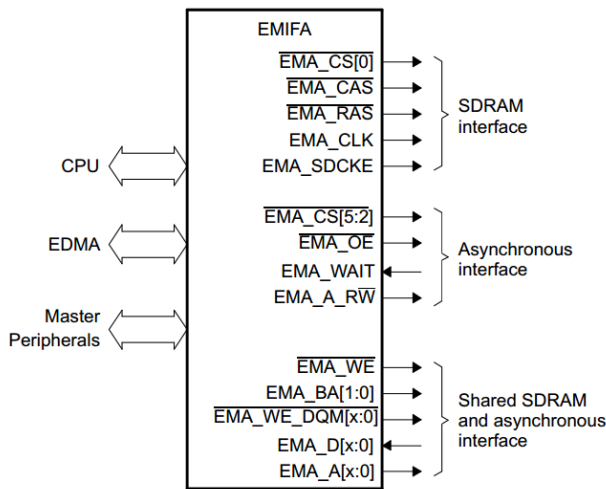 EMIFA
EMA_CS[0]
EMA_CAS
EMA_RAS
EMA_CLK
EMA_SDCKE
SDRAM
interface
CPU
EMA_CS[5:2]
EMA_OE
EMA_WAIT
EMA_A_RW
Asynchronous
interface
EDMA
Master
Peripherals
EMA_WE
EMA_BA[1:0]
EMA_WE_DQM[x:0]
EMA_D[x:0]
EMA_A[x:0]
Shared SDRAM
and asynchronous
interface